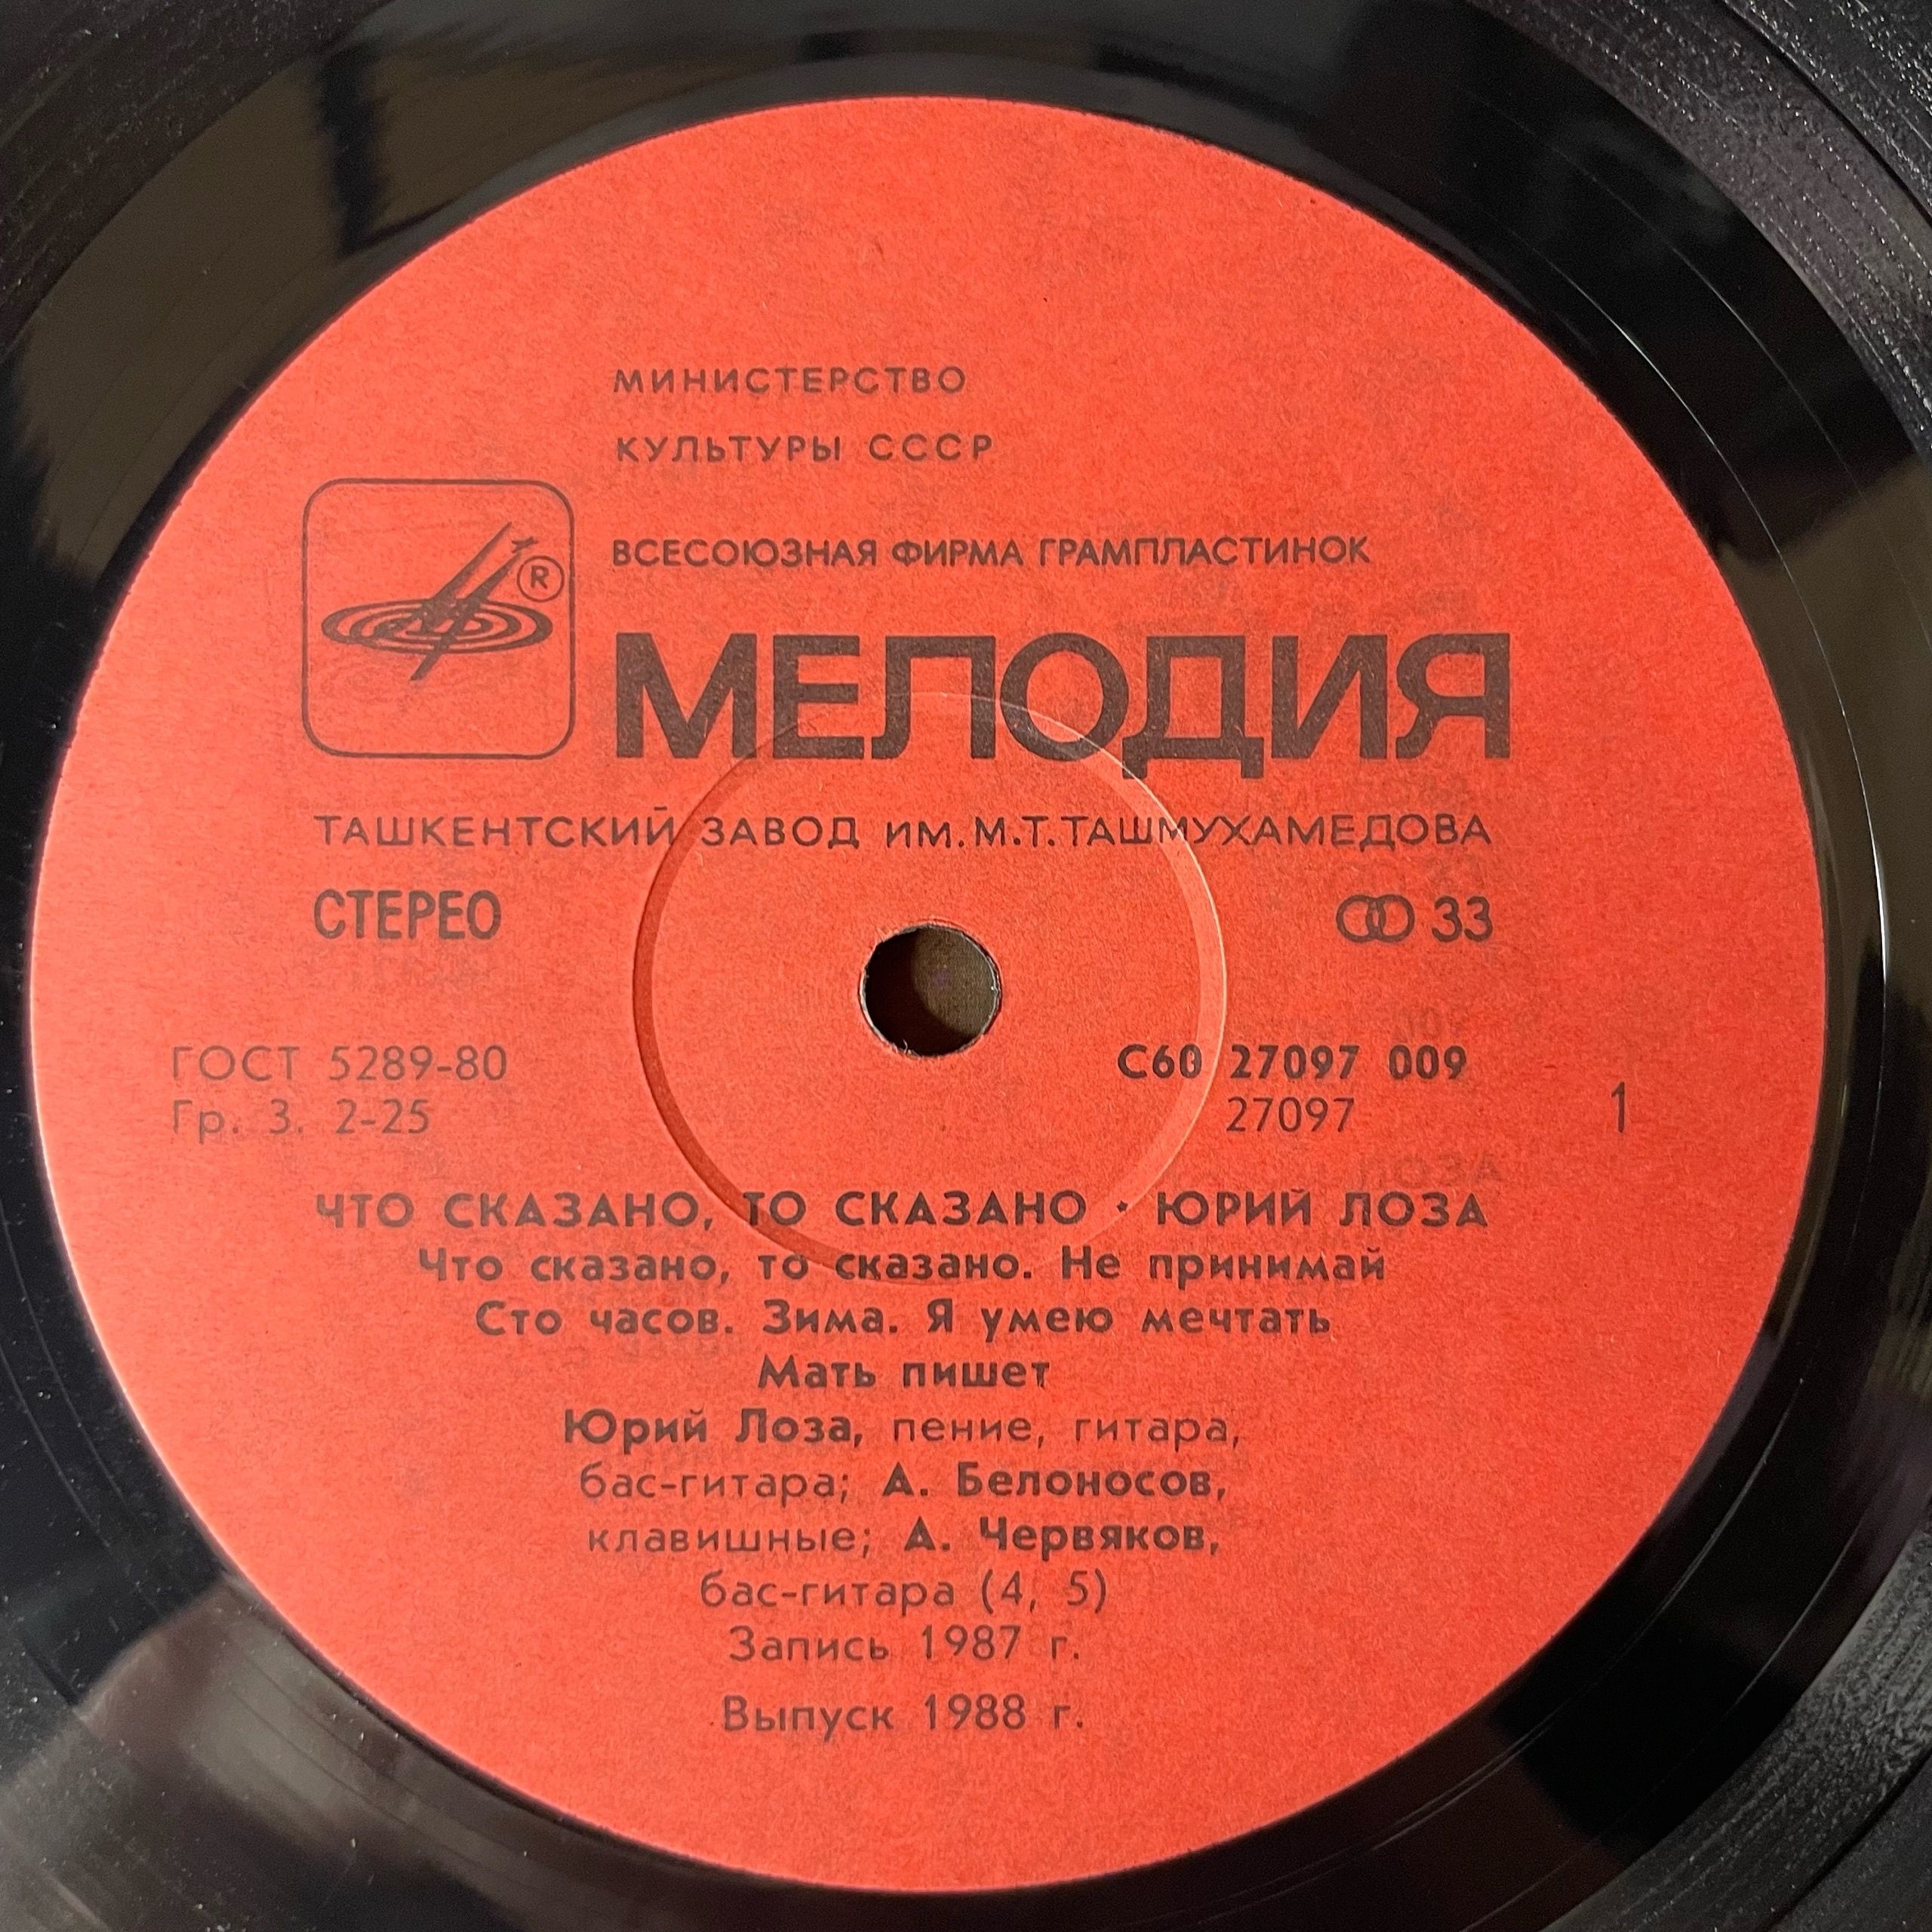 МИНИСТЕРСТВО
КУЛЬТУРЫ СССР
ВСЕСОЮЗНАЯ ФИРМА ГРАМПЛАСТИНОК
®
МЕЛОДИЯ
ТАШКЕНТСКИЙ ЗАВОД ИМ. М.Т. ТАШМУХАМЕДОВА
СТЕРЕО 33
ГОСТ 5289-80 С60 27097 009
Гр. 3. 2-25 27097 1
ЧТО СКАЗАНО, ТО СКАЗАНО · ЮРИЙ ЛОЗА
Что сказано, то сказано. Не принимай
Сто часов. Зима. Я умею мечтать
Мать пишет
Юрий Лоза, пение, гитара,
бас-гитара; А. Белоносов,
клавишные; А. Червяков,
бас-гитара (4, 5)
Запись 1987 г.
Выпуск 1988 г.